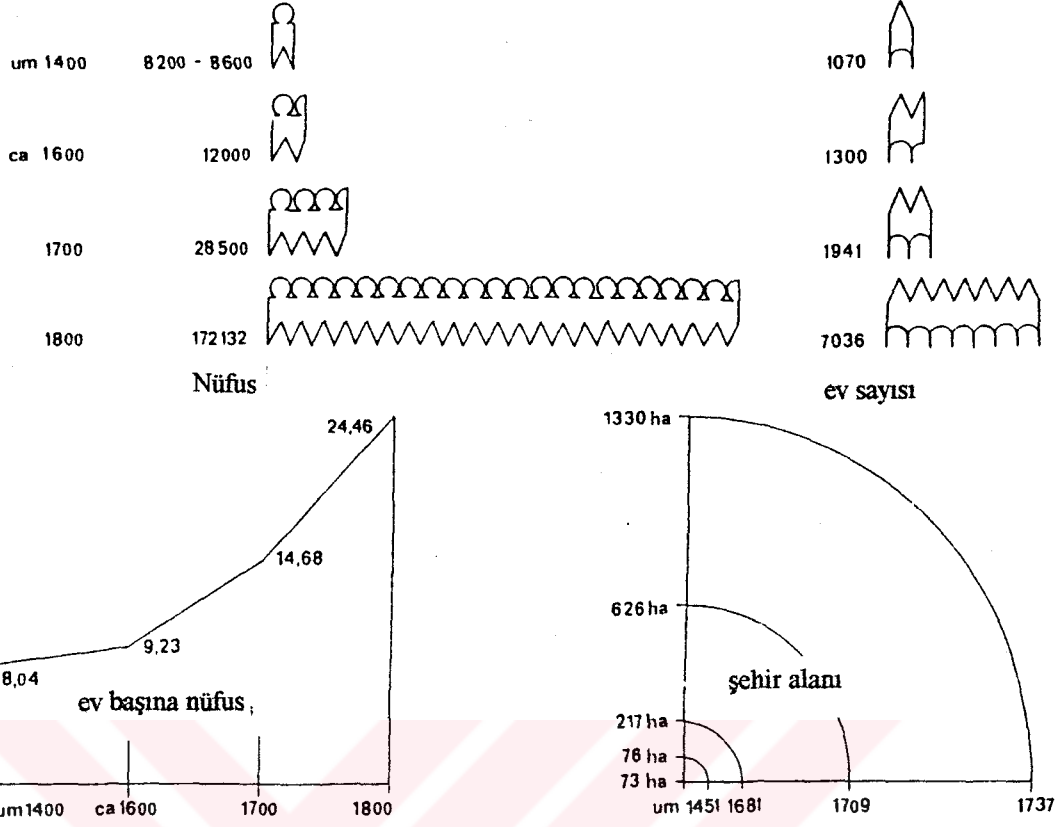 um 1400 8200 - 8600 1070
ca 1600 12000 1300
1700 28500 1941
1800 172132 7036
Nüfus ev sayısı
24,46
14,68
9,23
8,04
ev başına nüfus
um 1400 ca 1600 1700 1800
1330 ha
626 ha
şehir alanı
217 ha
76 ha
73 ha
um 1451 1681 1709 1737